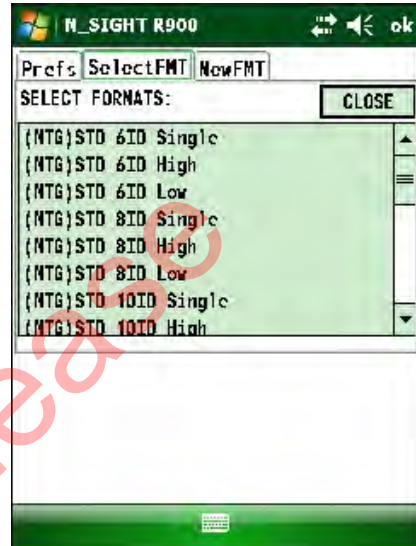 N_SIGHT R900 ok
Prefs SelectFMT NewFMT
SELECT FORMATS: CLOSE
(NTG)STD 6ID Single
(NTG)STD 6ID High
(NTG)STD 6ID Low
(NTG)STD 8ID Single
(NTG)STD 8ID High
(NTG)STD 8ID Low
(NTG)STD 10ID Single
(NTG)STD 10ID High
ease